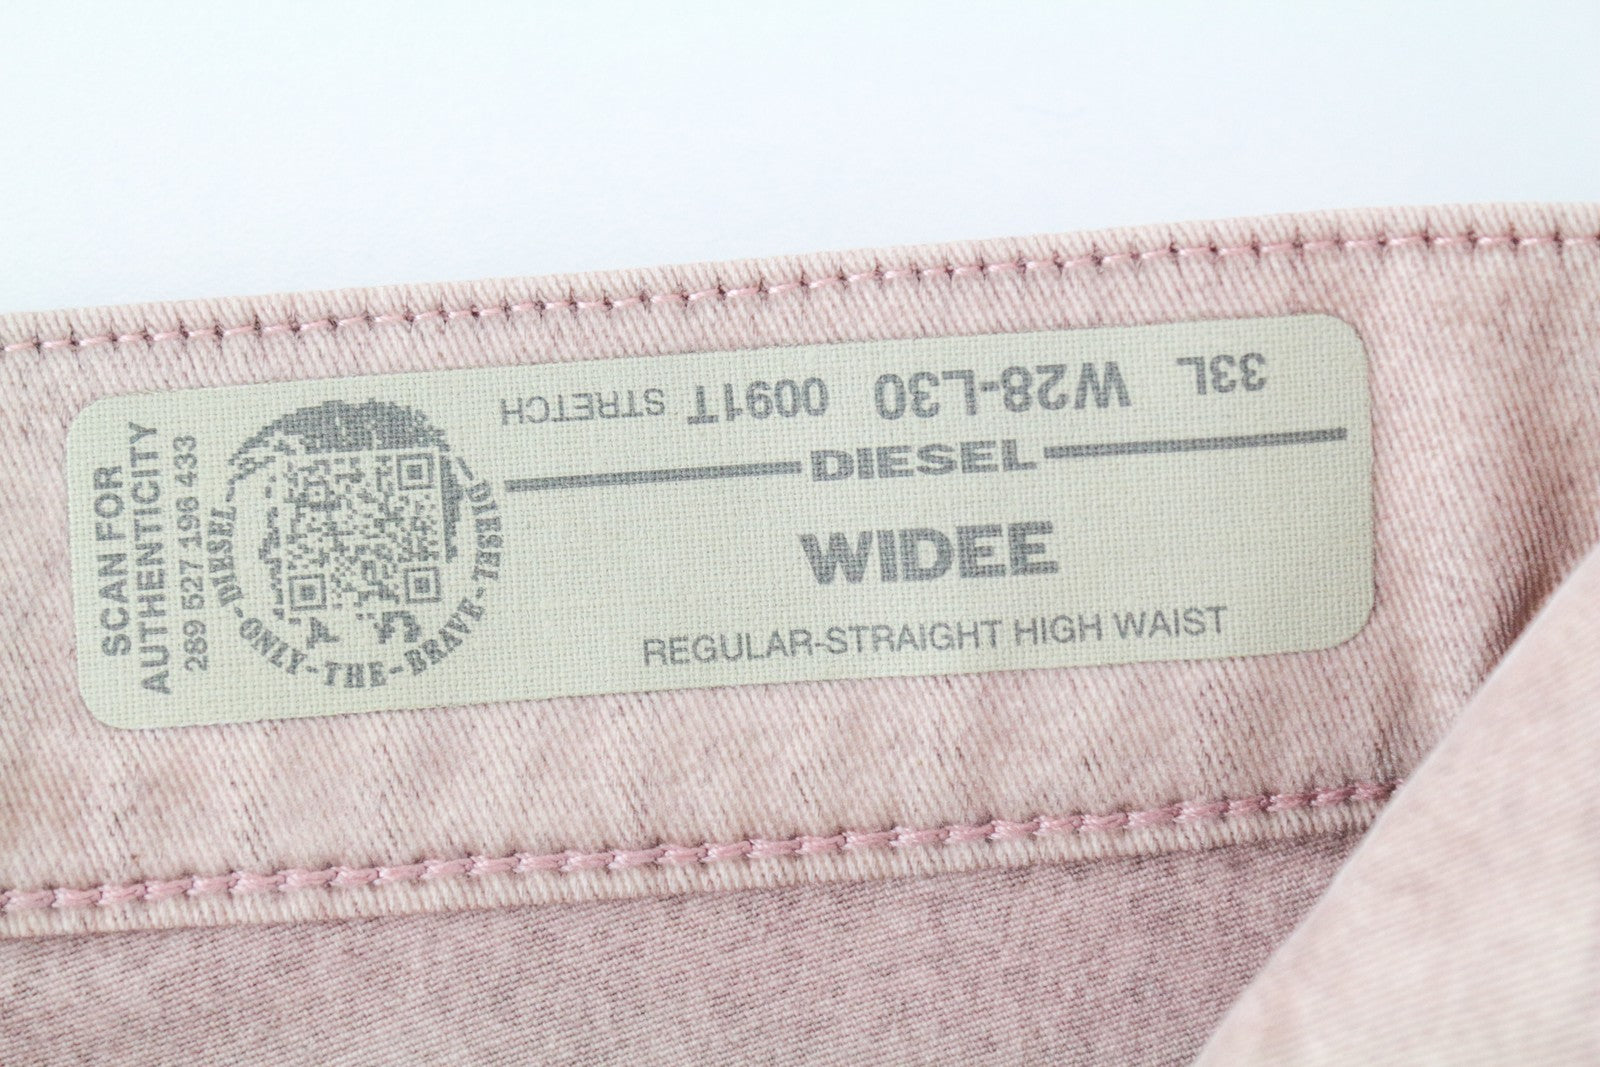 SCAN FOR
AUTHENTICITY
289 527 196 433
DIESEL-ONLY-THE-BRAVE-DIESEL
33L W28-L30 0091T STRETCH
DIESEL
WIDEE
REGULAR-STRAIGHT HIGH WAIST